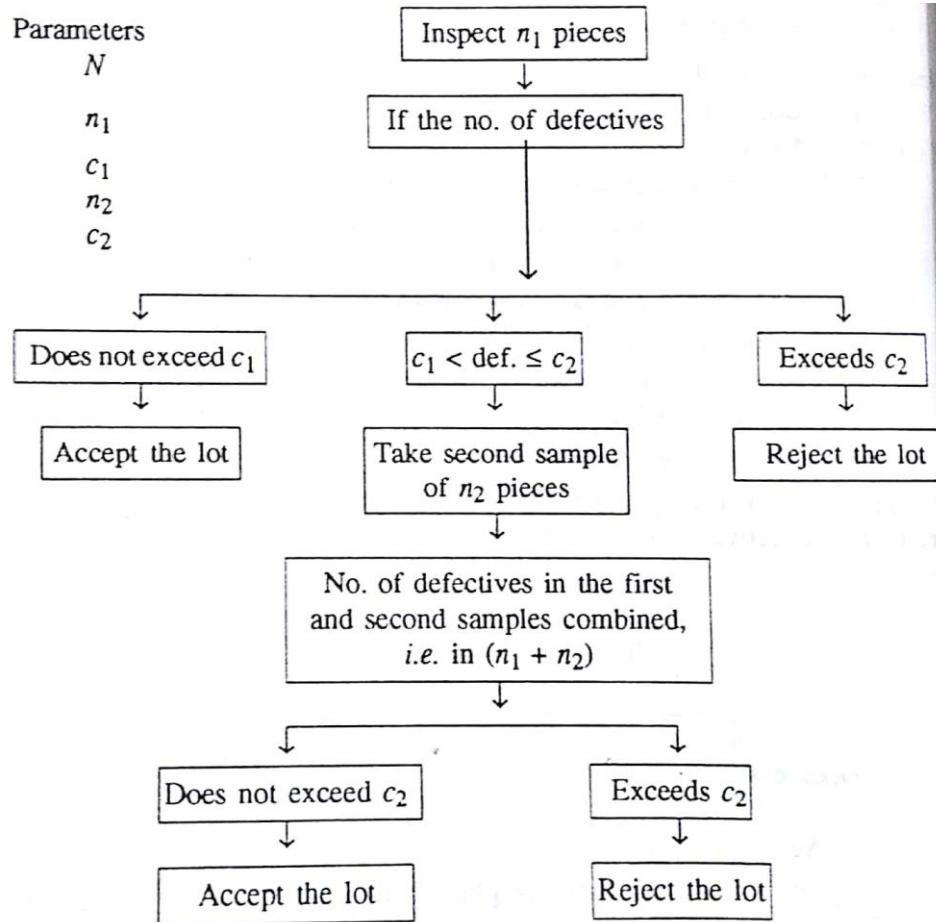 Parameters
N
n₁
c₁
n₂
c₂
Inspect n₁ pieces
If the no. of defectives
Does not exceed c₁
c₁ < def. ≤ c₂
Exceeds c₂
Accept the lot
Take second sample
of n₂ pieces
Reject the lot
No. of defectives in the first
and second samples combined,
i.e. in (n₁ + n₂)
Does not exceed c₂
Exceeds c₂
Accept the lot
Reject the lot